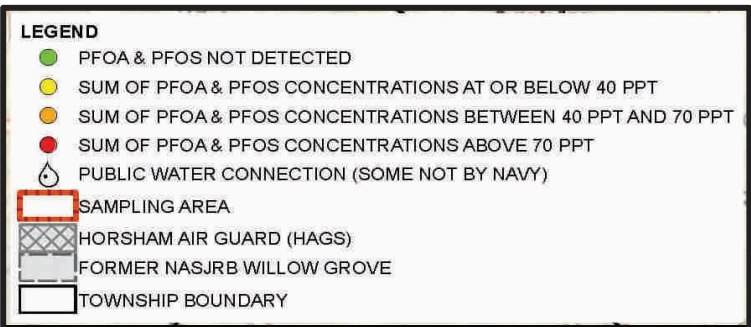 LEGEND
PFOA & PFOS NOT DETECTED
SUM OF PFOA & PFOS CONCENTRATIONS AT OR BELOW 40 PPT
SUM OF PFOA & PFOS CONCENTRATIONS BETWEEN 40 PPT AND 70 PPT
SUM OF PFOA & PFOS CONCENTRATIONS ABOVE 70 PPT
PUBLIC WATER CONNECTION (SOME NOT BY NAVY)
SAMPLING AREA
HORSHAM AIR GUARD (HAGS)
FORMER NASJRB WILLOW GROVE
TOWNSHIP BOUNDARY